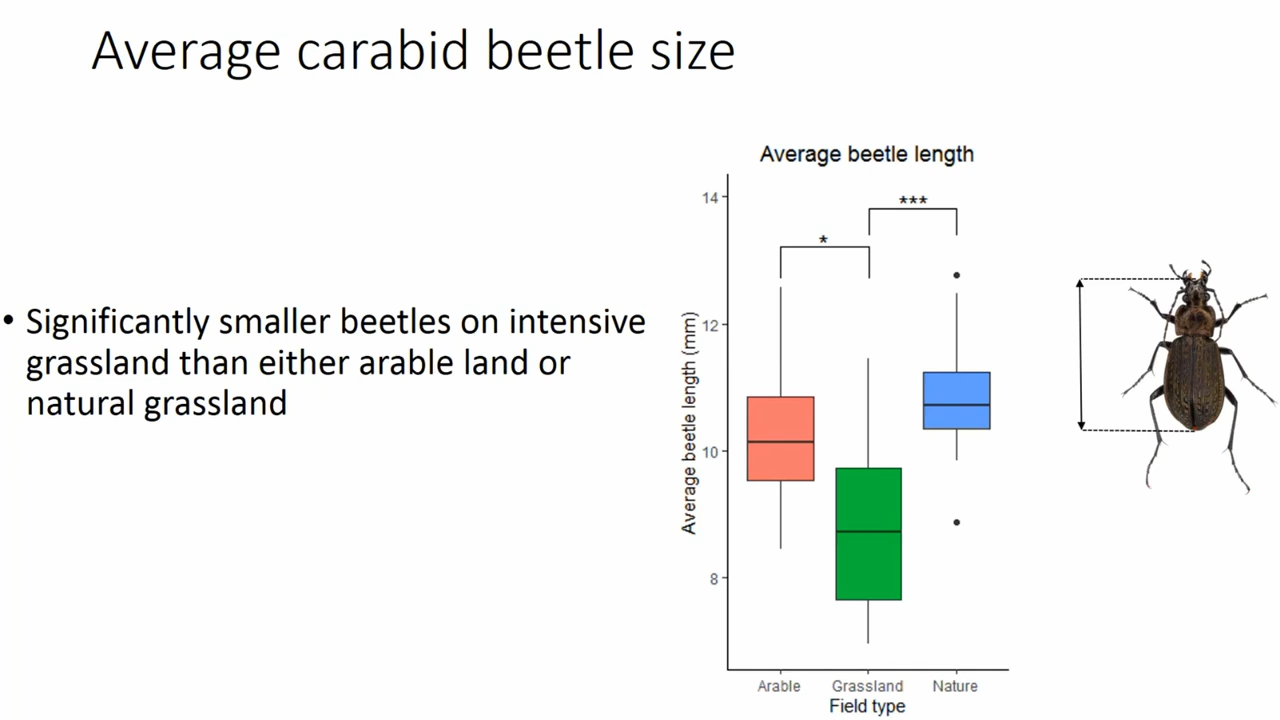 Average carabid beetle size
• Significantly smaller beetles on intensive
grassland than either arable land or
natural grassland
Average beetle length
14
12
10
8
Average beetle length (mm)
*
***
Arable
Grassland
Nature
Field type